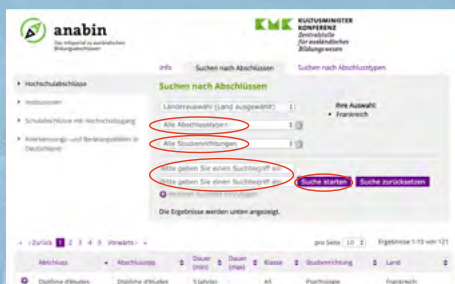 anabin
Das Infoportal zu ausländischen
Bildungsabschlüssen
KMK KULTUSMINISTER
KONFERENZ
Zentralstelle
für ausländisches
Bildungswesen
Info Suchen nach Abschlüssen Suchen nach Abschlusstypen
Hochschulabschlüsse
Institutionen
Schulabschlüsse mit Hochschulzugang
Anerkennungs- und Beratungsstellen in
Deutschland
Suchen nach Abschlüssen
Länderauswahl (Land ausgewählt)
Alle Abschlusstypen
Alle Studienrichtungen
Ihre Auswahl:
• Frankreich
Bitte geben Sie einen Suchbegriff ein
Bitte geben Sie einen Suchbegriff ein
Suche starten Suche zurücksetzen
Die Ergebnisse werden unten angezeigt.
Zurück 1 2 3 4 5 Vorwärts pro Seite 10 Ergebnisse 1-10 von 121
Abschluss Abschlusstyp Dauer (min) Dauer (max) Klasse Studienrichtung Land
Diplôme d'études Diplôme d'études 5 Jahr(e) - A5 Psychologie Frankreich